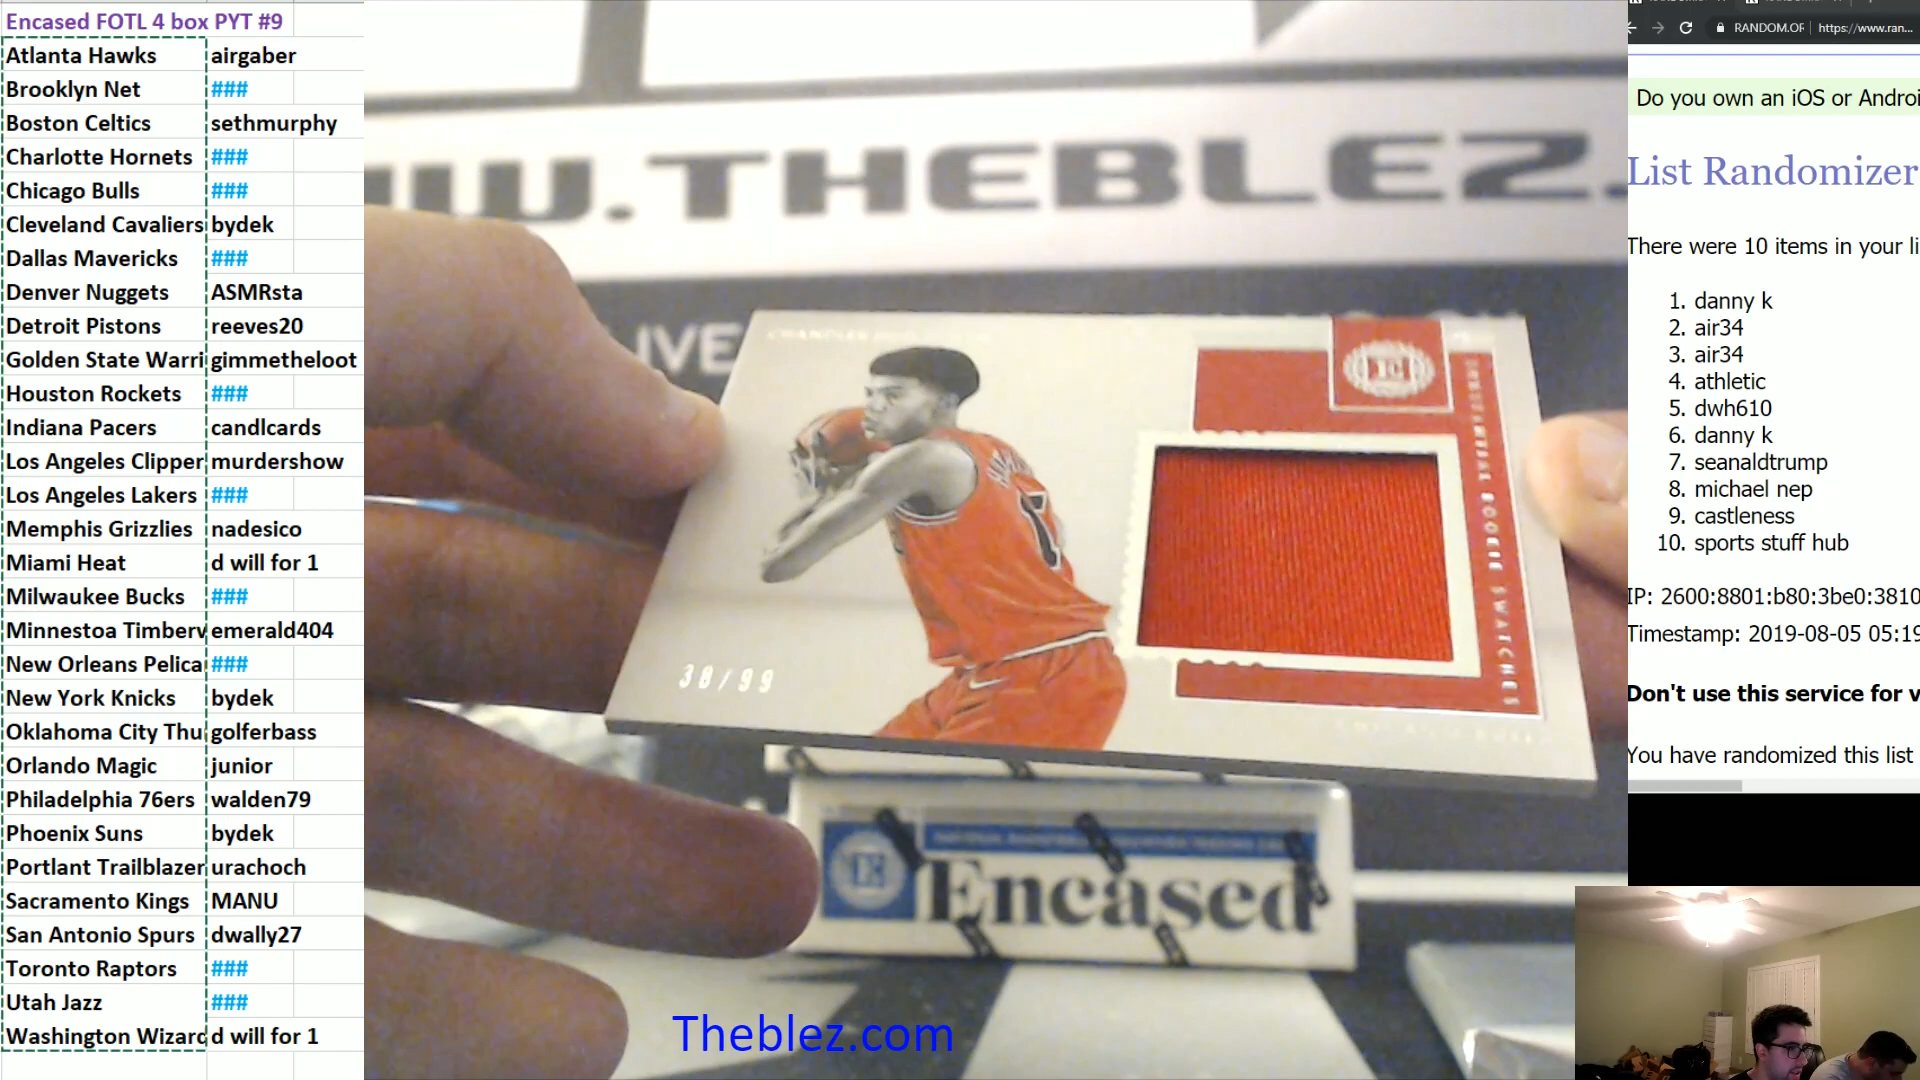 Encased FOTL 4 box PYT #9
Atlanta Hawks airgaber
Brooklyn Net ###
Boston Celtics sethmurphy
Charlotte Hornets ###
Chicago Bulls ###
Cleveland Cavaliers bydek
Dallas Mavericks ###
Denver Nuggets ASMRsta
Detroit Pistons reeves20
Golden State Warri gimmetheloot
Houston Rockets ###
Indiana Pacers candlcards
Los Angeles Clipper murdershow
Los Angeles Lakers ###
Memphis Grizzlies nadesico
Miami Heat d will for 1
Milwaukee Bucks ###
Minnestoa Timberv emerald404
New Orleans Pelica ###
New York Knicks bydek
Oklahoma City Thu golferbass
Orlando Magic junior
Philadelphia 76ers walden79
Phoenix Suns bydek
Portlant Trailblazer urachoch
Sacramento Kings MANU
San Antonio Spurs dwally27
Toronto Raptors ###
Utah Jazz ###
Washington Wizard d will for 1
W.THEBLEZ.
LIVE
CHANDLER
E
ROOKIE SWATCHES
7
38/99
E
Encased
Theblez.com
RANDOM.OR https://www.ran...
Do you own an iOS or Androi
List Randomizer
There were 10 items in your li
1. danny k
2. air34
3. air34
4. athletic
5. dwh610
6. danny k
7. seanaldtrump
8. michael nep
9. castleness
10. sports stuff hub
IP: 2600:8801:b80:3be0:3810
Timestamp: 2019-08-05 05:19
Don't use this service for v
You have randomized this list